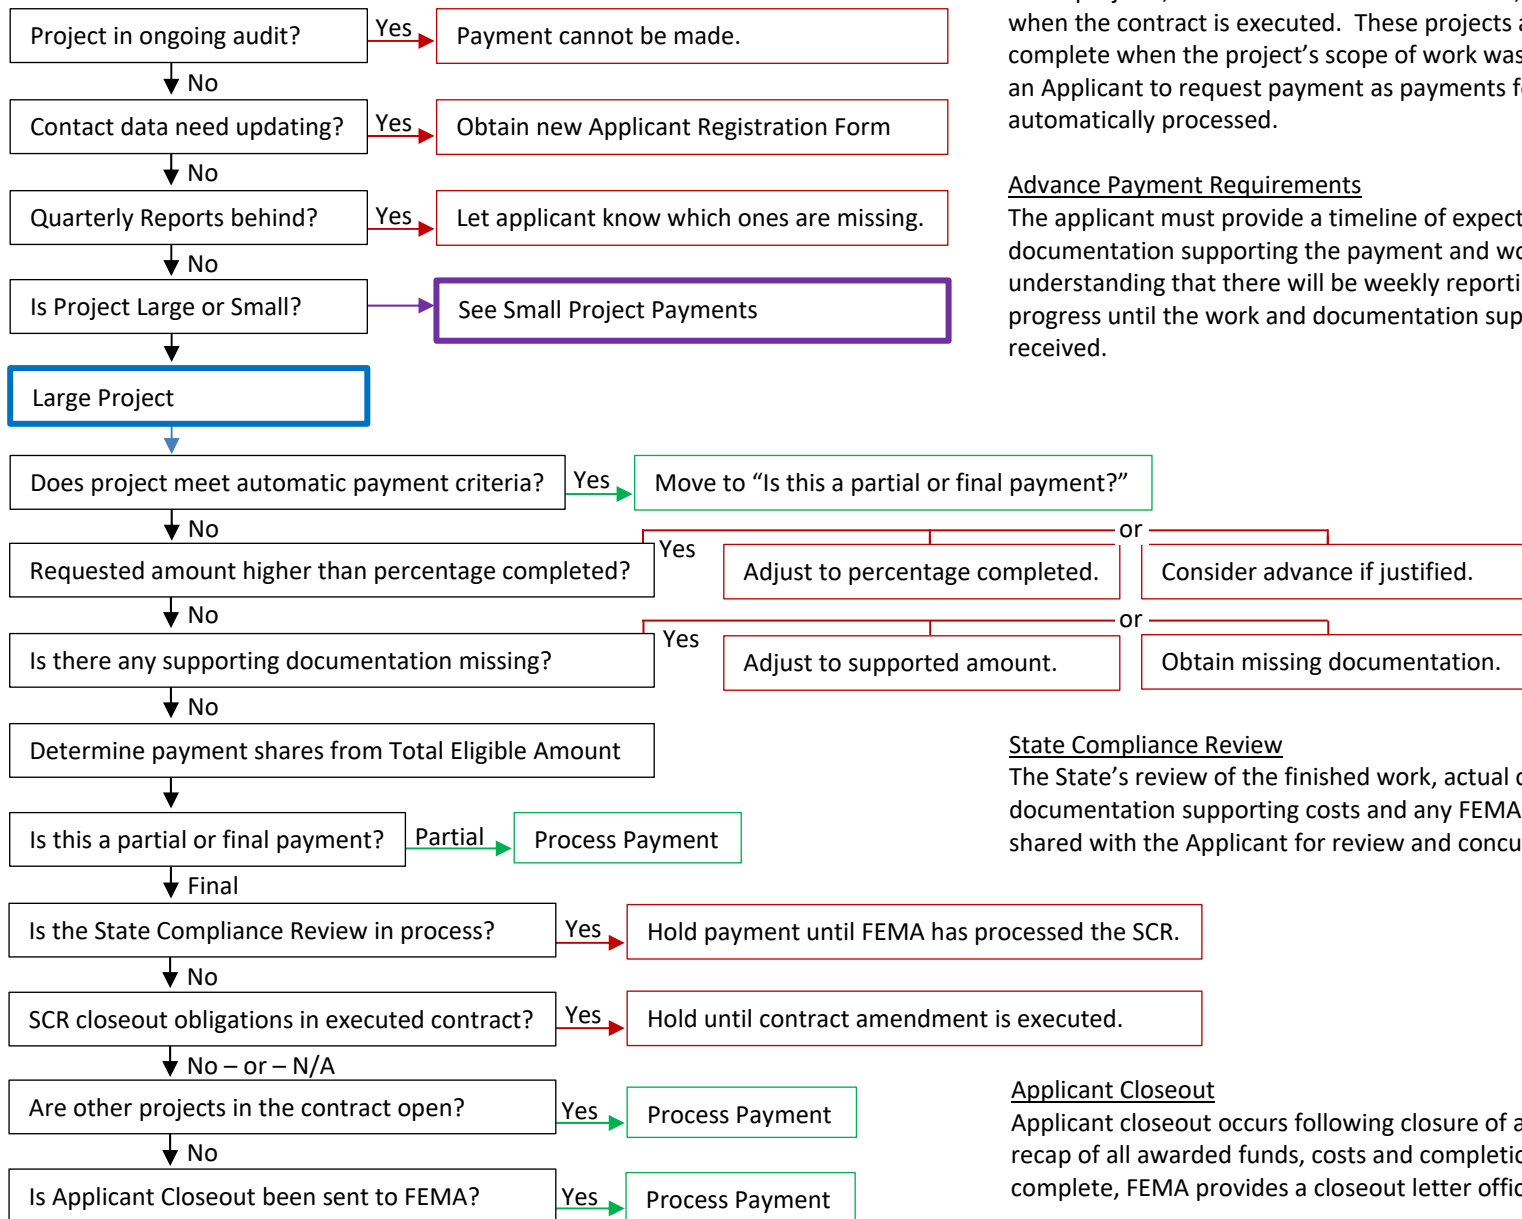 Project in ongoing audit?
Yes
Payment cannot be made.
No
Contact data need updating?
Yes
Obtain new Applicant Registration Form
No
Quarterly Reports behind?
Yes
Let applicant know which ones are missing.
No
Is Project Large or Small?
See Small Project Payments
Large Project
Does project meet automatic payment criteria?
Yes
Move to “Is this a partial or final payment?”
No
Requested amount higher than percentage completed?
Yes
Adjust to percentage completed.
or
Consider advance if justified.
No
Is there any supporting documentation missing?
Yes
Adjust to supported amount.
or
Obtain missing documentation.
No
Determine payment shares from Total Eligible Amount
Is this a partial or final payment?
Partial
Process Payment
Final
Is the State Compliance Review in process?
Yes
Hold payment until FEMA has processed the SCR.
No
SCR closeout obligations in executed contract?
Yes
Hold until contract amendment is executed.
No – or – N/A
Are other projects in the contract open?
Yes
Process Payment
No
Is Applicant Closeout been sent to FEMA?
Yes
Process Payment
when the contract is executed. These projects
complete when the project’s scope of work was
an Applicant to request payment as payments
automatically processed.
Advance Payment Requirements
The applicant must provide a timeline of
documentation supporting the payment and
understanding that there will be weekly
progress until the work and documentation
received.
State Compliance Review
The State’s review of the finished work, actual
documentation supporting costs and any FEMA
shared with the Applicant for review and
Applicant Closeout
Applicant closeout occurs following closure of
recap of all awarded funds, costs and
complete, FEMA provides a closeout letter